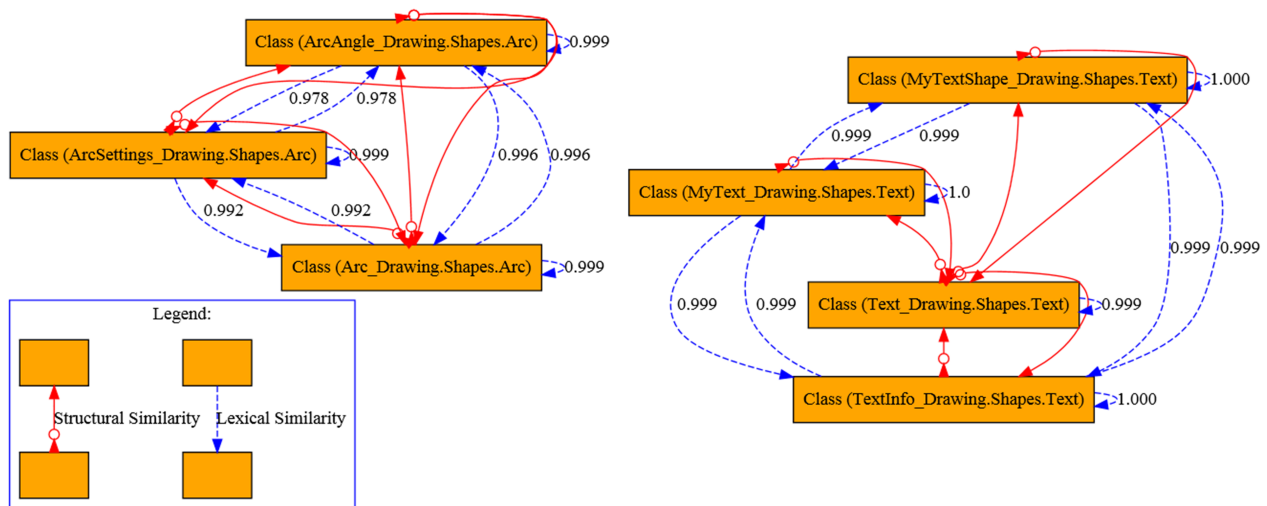 Class (ArcAngle_Drawing.Shapes.Arc)
0.999
0.978
0.978
Class (ArcSettings_Drawing.Shapes.Arc)
0.999
0.996
0.996
0.992
0.992
Class (Arc_Drawing.Shapes.Arc)
0.999
Class (MyTextShape_Drawing.Shapes.Text)
1.000
0.999
0.999
Class (MyText_Drawing.Shapes.Text)
1.0
0.999
0.999
0.999
0.999
Class (Text_Drawing.Shapes.Text)
0.999
Class (TextInfo_Drawing.Shapes.Text)
1.000
Legend:
Structural Similarity
Lexical Similarity